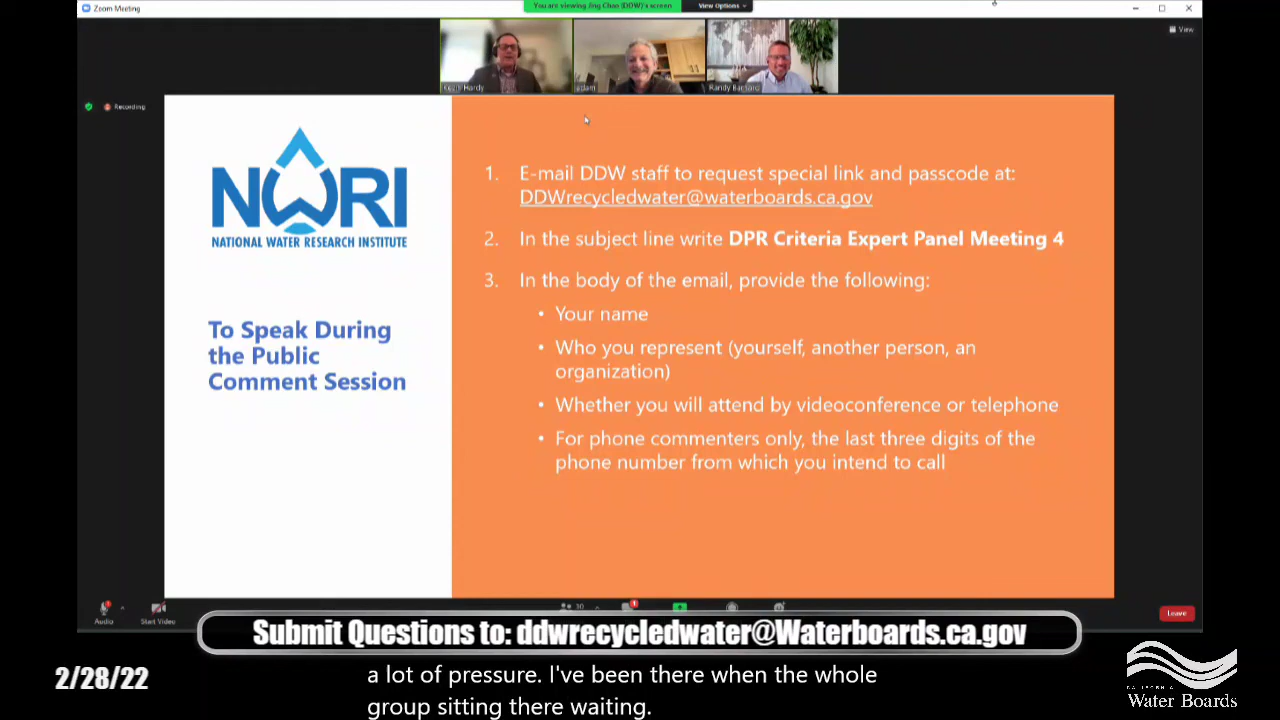 Zoom Meeting
You are viewing Jing Chao (DDW)'s screen
View Options
View
Kevin Hardy
adam
Randy Barnard
Recording
NWRI
NATIONAL WATER RESEARCH INSTITUTE
To Speak During
the Public
Comment Session
1. E-mail DDW staff to request special link and passcode at:
DDWrecycledwater@waterboards.ca.gov
2. In the subject line write DPR Criteria Expert Panel Meeting 4
3. In the body of the email, provide the following:
• Your name
• Who you represent (yourself, another person, an
organization)
• Whether you will attend by videoconference or telephone
• For phone commenters only, the last three digits of the
phone number from which you intend to call
Audio
Start Video
30
Leave
Submit Questions to: ddwrecycledwater@Waterboards.ca.gov
2/28/22
a lot of pressure. I've been there when the whole
group sitting there waiting.
CALIFORNIA
Water Boards